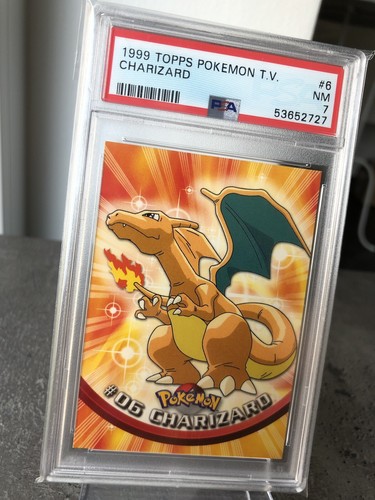 1999 TOPPS POKEMON T.V. #6
CHARIZARD NM
7
PSA 53652727
Pokémon
#06 CHARIZARD